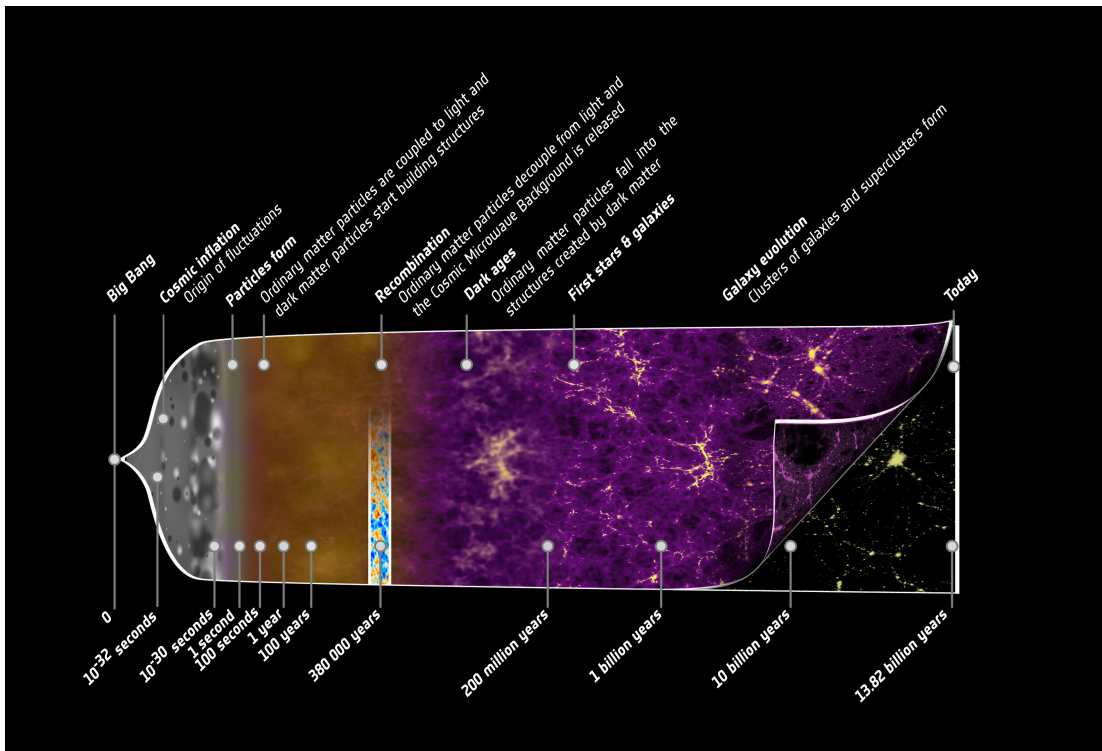 Big Bang
Cosmic inflation
Origin of fluctuations
Particles form
Ordinary matter particles are coupled to light and
dark matter particles start building structures
Recombination
Ordinary matter particles decouple from light and
the Cosmic Microwave Background is released
Dark ages
Ordinary matter particles fall into the
structures created by dark matter
First stars & galaxies
Galaxy evolution
Clusters of galaxies and superclusters form
Today
0
10-32 seconds
10-30 seconds
1 second
100 seconds
1 year
100 years
380 000 years
200 million years
1 billion years
10 billion years
13.82 billion years